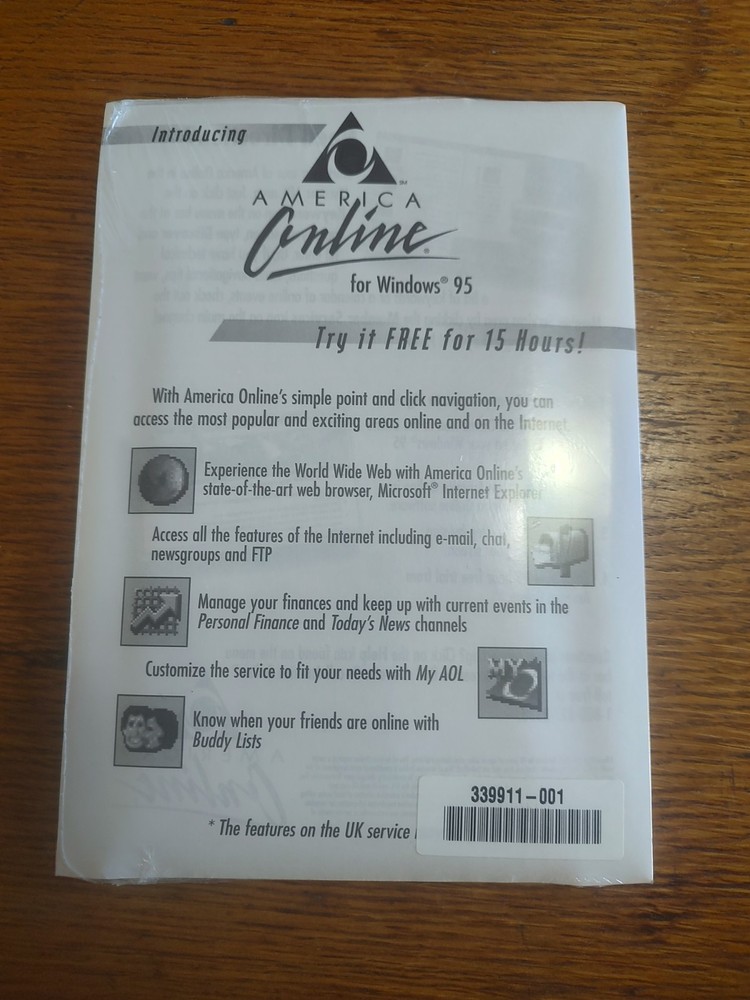 Introducing
SM
AMERICA
Online®
for Windows® 95
Try it FREE for 15 Hours!
With America Online's simple point and click navigation, you can
access the most popular and exciting areas online and on the Internet
Experience the World Wide Web with America Online's
state-of-the-art web browser, Microsoft® Internet Explorer
Access all the features of the Internet including e-mail, chat,
newsgroups and FTP
Manage your finances and keep up with current events in the
Personal Finance and Today's News channels
Customize the service to fit your needs with My AOL
MY
Know when your friends are online with
Buddy Lists
339911-001
* The features on the UK service